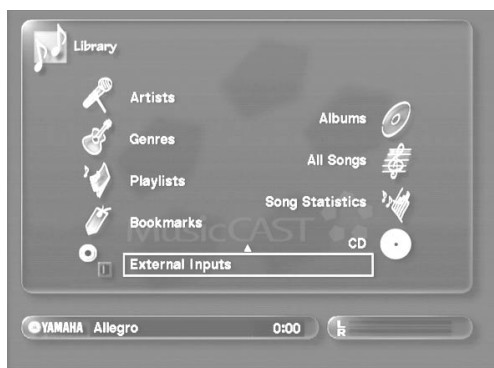 Library
Artists
Genres
Playlists
Bookmarks
External Inputs
Albums
All Songs
Song Statistics
CD
MusicCAST
YAMAHA Allegro 0:00
L
R